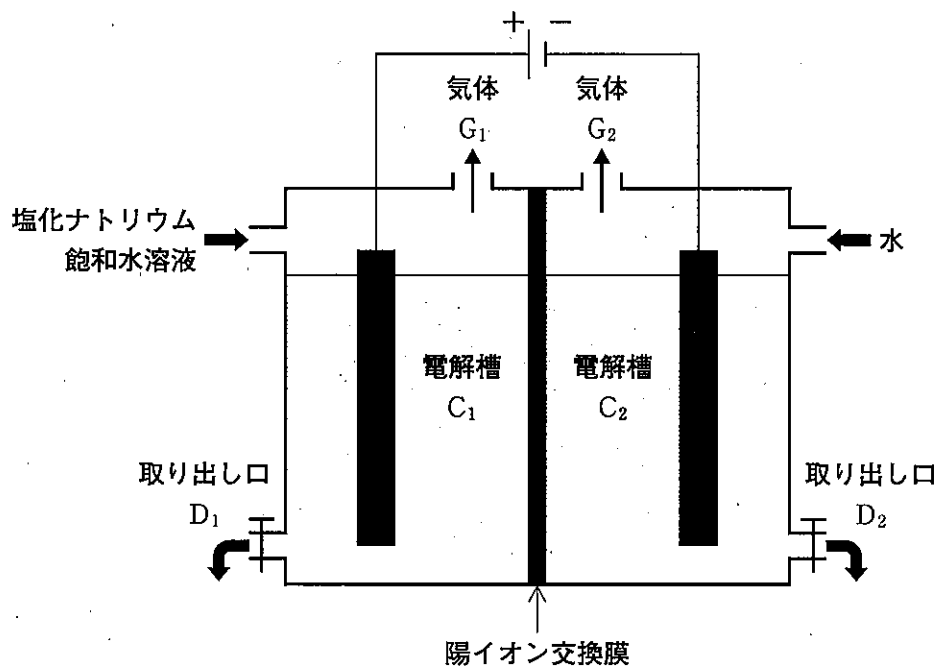 + −
気体
G₁
気体
G₂
塩化ナトリウム
飽和水溶液
水
電解槽
C₁
電解槽
C₂
取り出し口
D₁
取り出し口
D₂
陽イオン交換膜